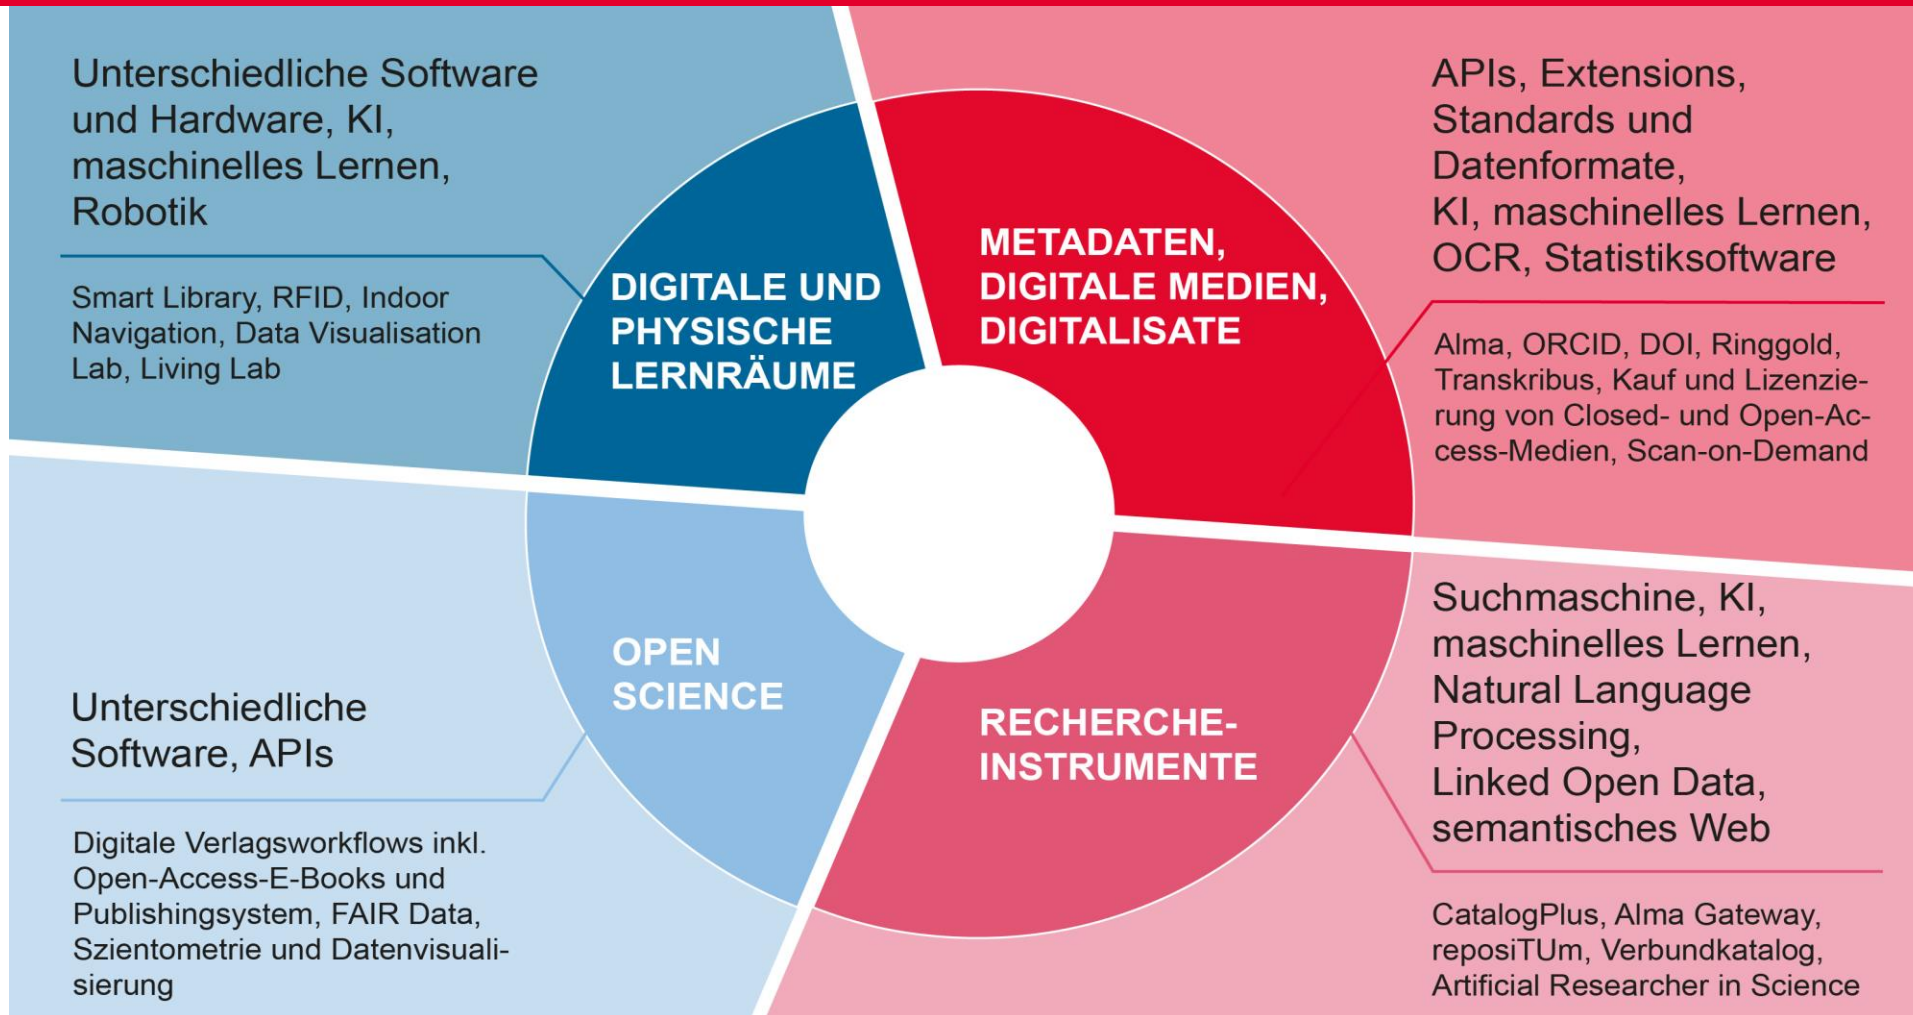 Unterschiedliche Software
und Hardware, KI,
maschinelles Lernen,
Robotik
Smart Library, RFID, Indoor
Navigation, Data Visualisation
Lab, Living Lab
DIGITALE UND
PHYSISCHE
LERNRÄUME
METADATEN,
DIGITALE MEDIEN,
DIGITALISATE
APIs, Extensions,
Standards und
Datenformate,
KI, maschinelles Lernen,
OCR, Statistiksoftware
Alma, ORCID, DOI, Ringgold,
Transkribus, Kauf und Lizenzie-
rung von Closed- und Open-Ac-
cess-Medien, Scan-on-Demand
Unterschiedliche
Software, APIs
Digitale Verlagsworkflows inkl.
Open-Access-E-Books und
Publishingsystem, FAIR Data,
Szientometrie und Datenvisuali-
sierung
OPEN
SCIENCE
RECHERCHE-
INSTRUMENTE
Suchmaschine, KI,
maschinelles Lernen,
Natural Language
Processing,
Linked Open Data,
semantisches Web
CatalogPlus, Alma Gateway,
reposiTUm, Verbundkatalog,
Artificial Researcher in Science